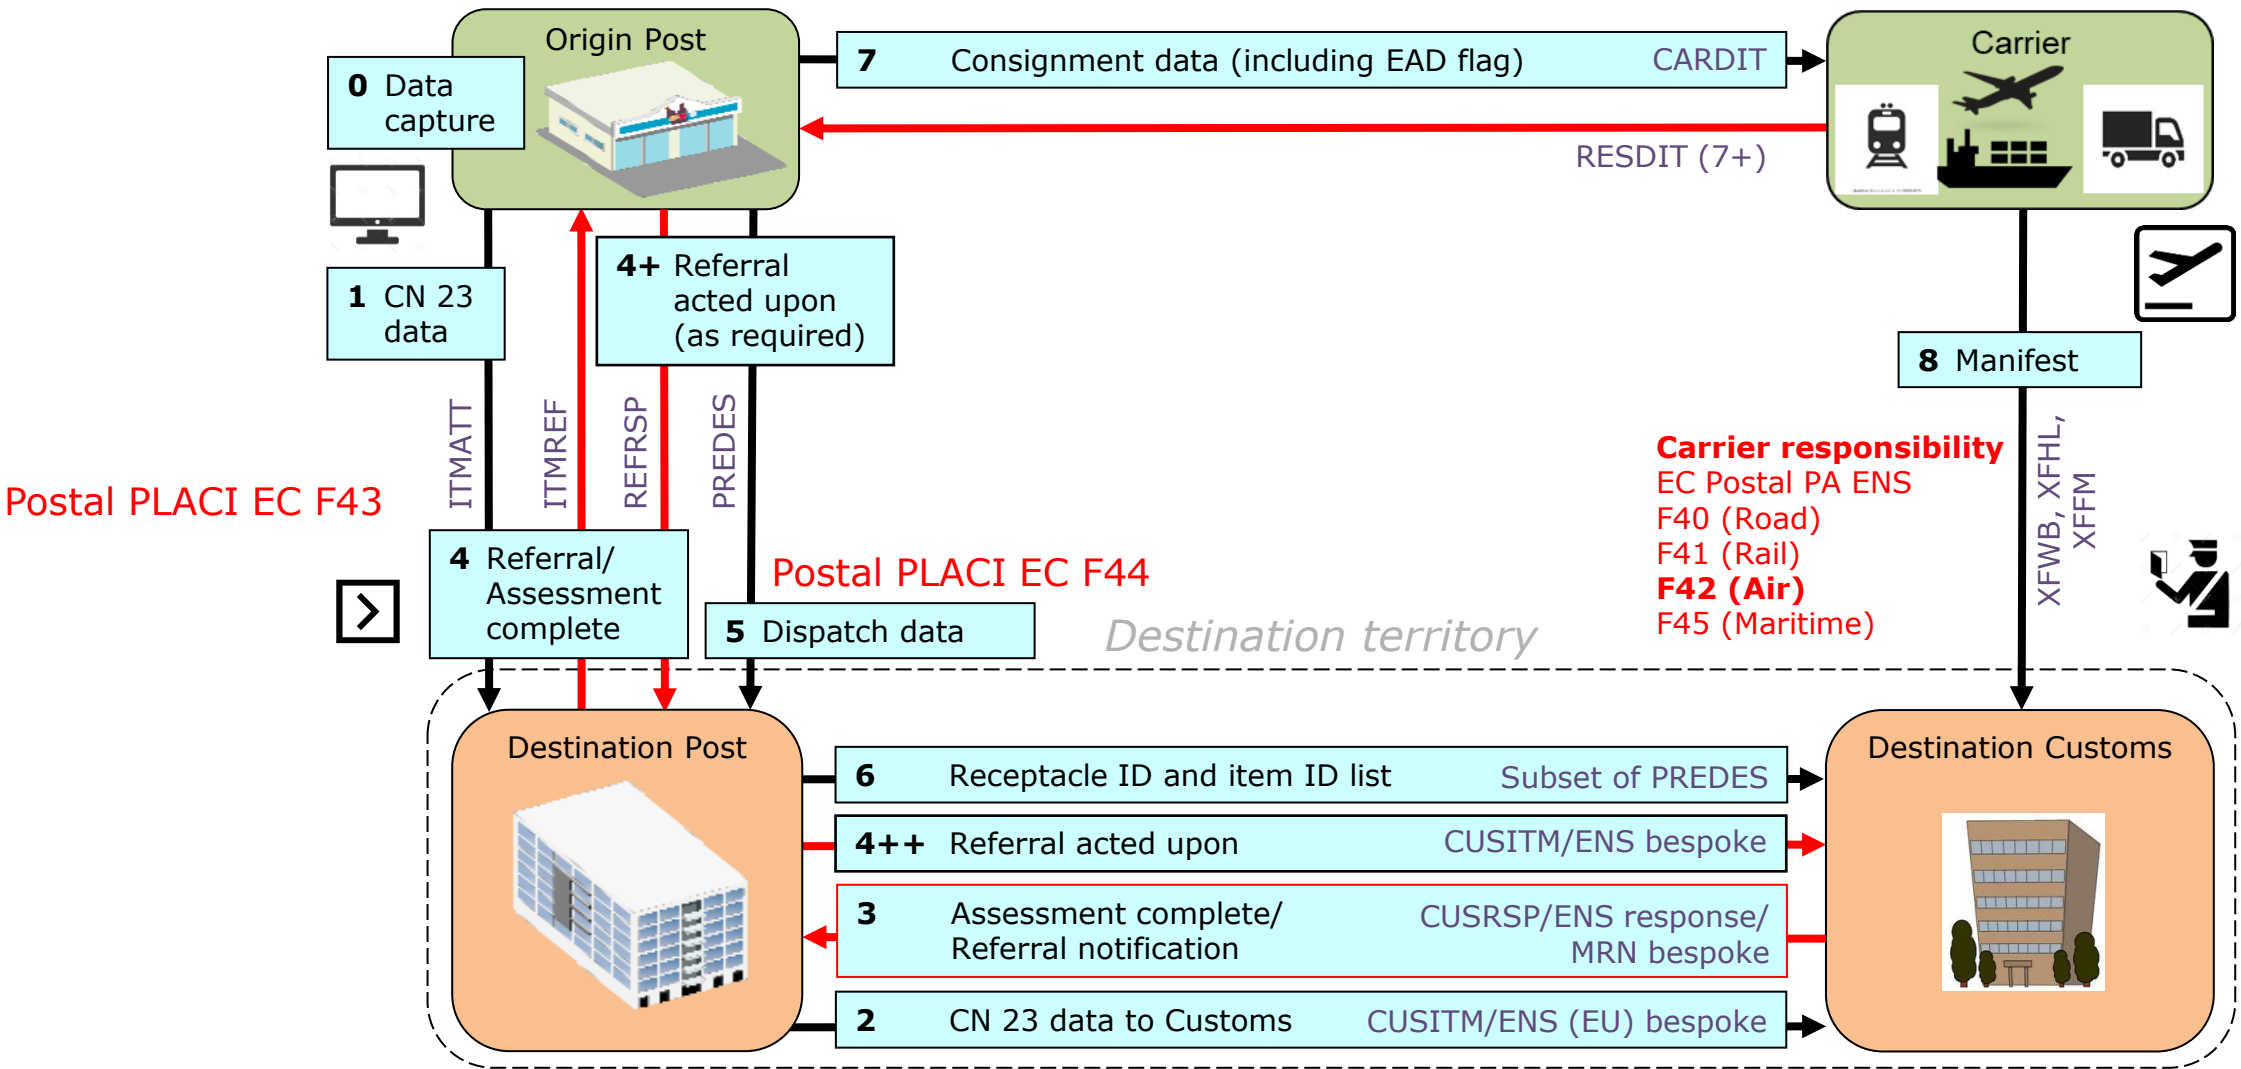 Origin Post
0 Data
capture
7 Consignment data (including EAD flag) CARDIT
Carrier
RESDIT (7+)
1 CN 23
data
4+ Referral
acted upon
(as required)
8 Manifest
ITMATT
ITMREF
REFRSP
PREDES
Postal PLACI EC F43
Carrier responsibility
EC Postal PA ENS
F40 (Road)
F41 (Rail)
F42 (Air)
F45 (Maritime)
XFWB, XFHL,
XFFM
4 Referral/
Assessment
complete
Postal PLACI EC F44
5 Dispatch data
Destination territory
Destination Post
Destination Customs
6 Receptacle ID and item ID list Subset of PREDES
4++ Referral acted upon CUSITM/ENS bespoke
3 Assessment complete/ CUSRSP/ENS response/
Referral notification MRN bespoke
2 CN 23 data to Customs CUSITM/ENS (EU) bespoke